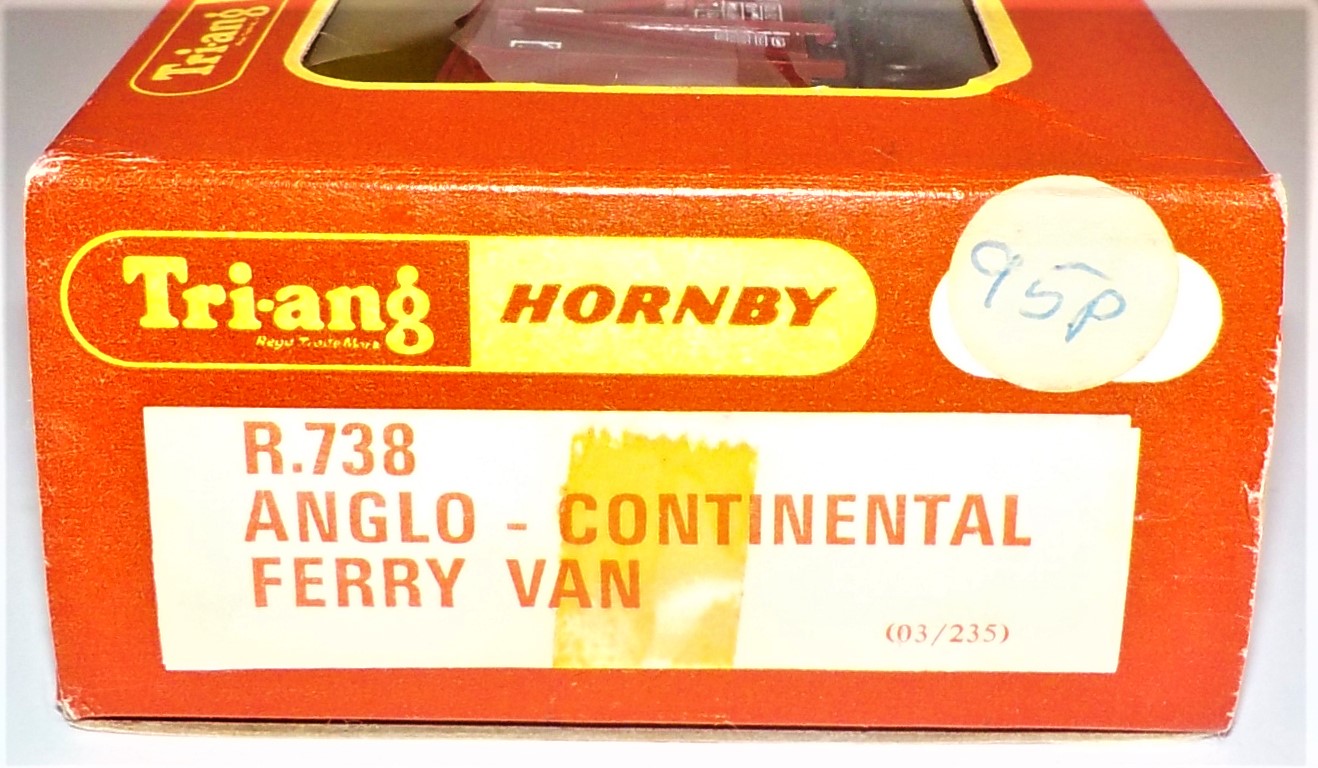 Tri-ang
Tri-ang HORNBY
Regd Trade Mark
95p
R.738
ANGLO - CONTINENTAL
FERRY VAN
(03/235)